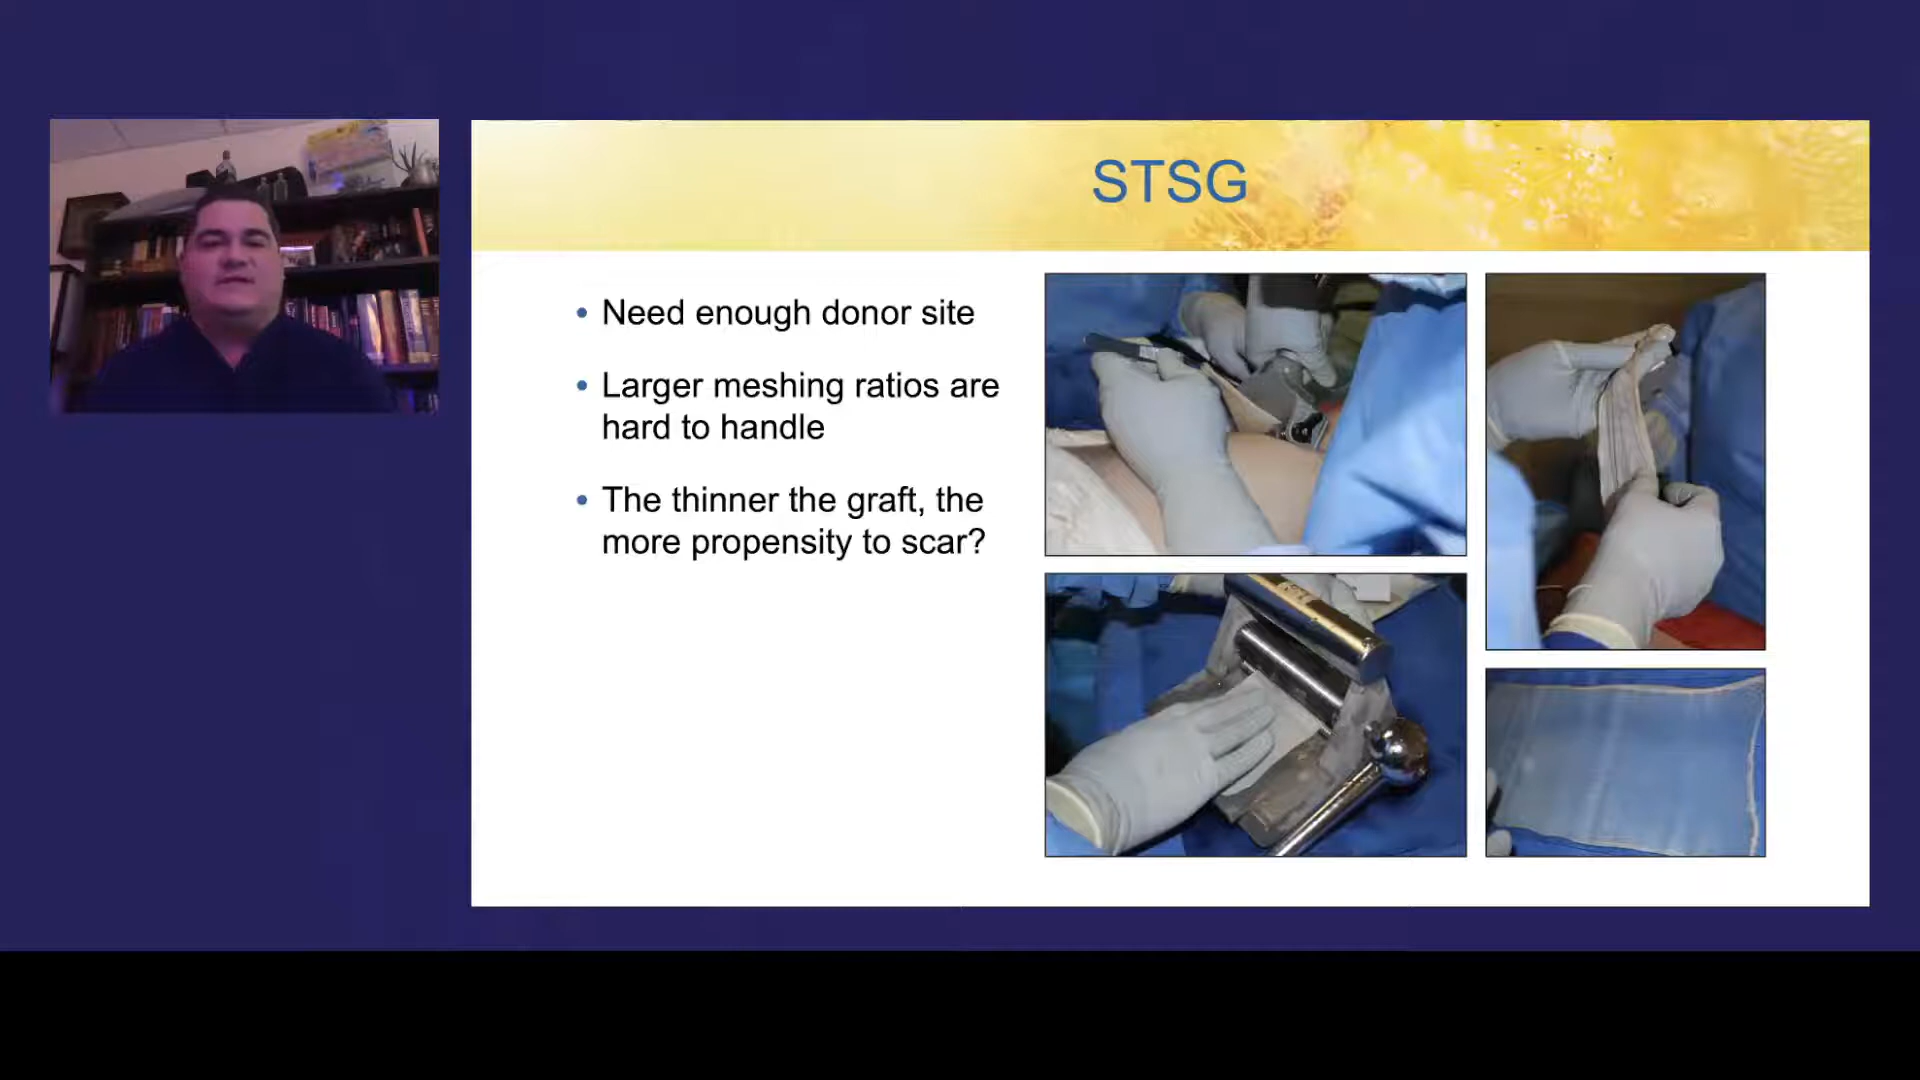 STSG
• Need enough donor site
• Larger meshing ratios are
hard to handle
• The thinner the graft, the
more propensity to scar?